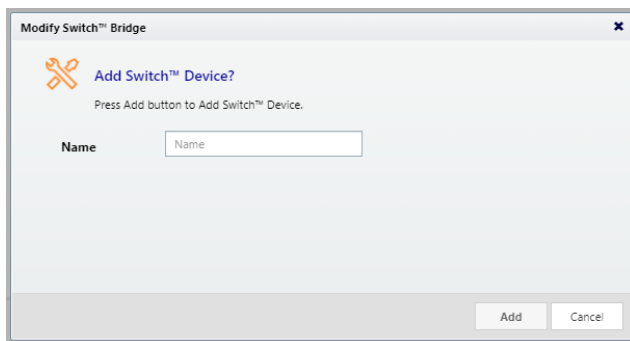 Modify Switch™ Bridge
Add Switch™ Device?
Press Add button to Add Switch™ Device.
Name Name
Add Cancel